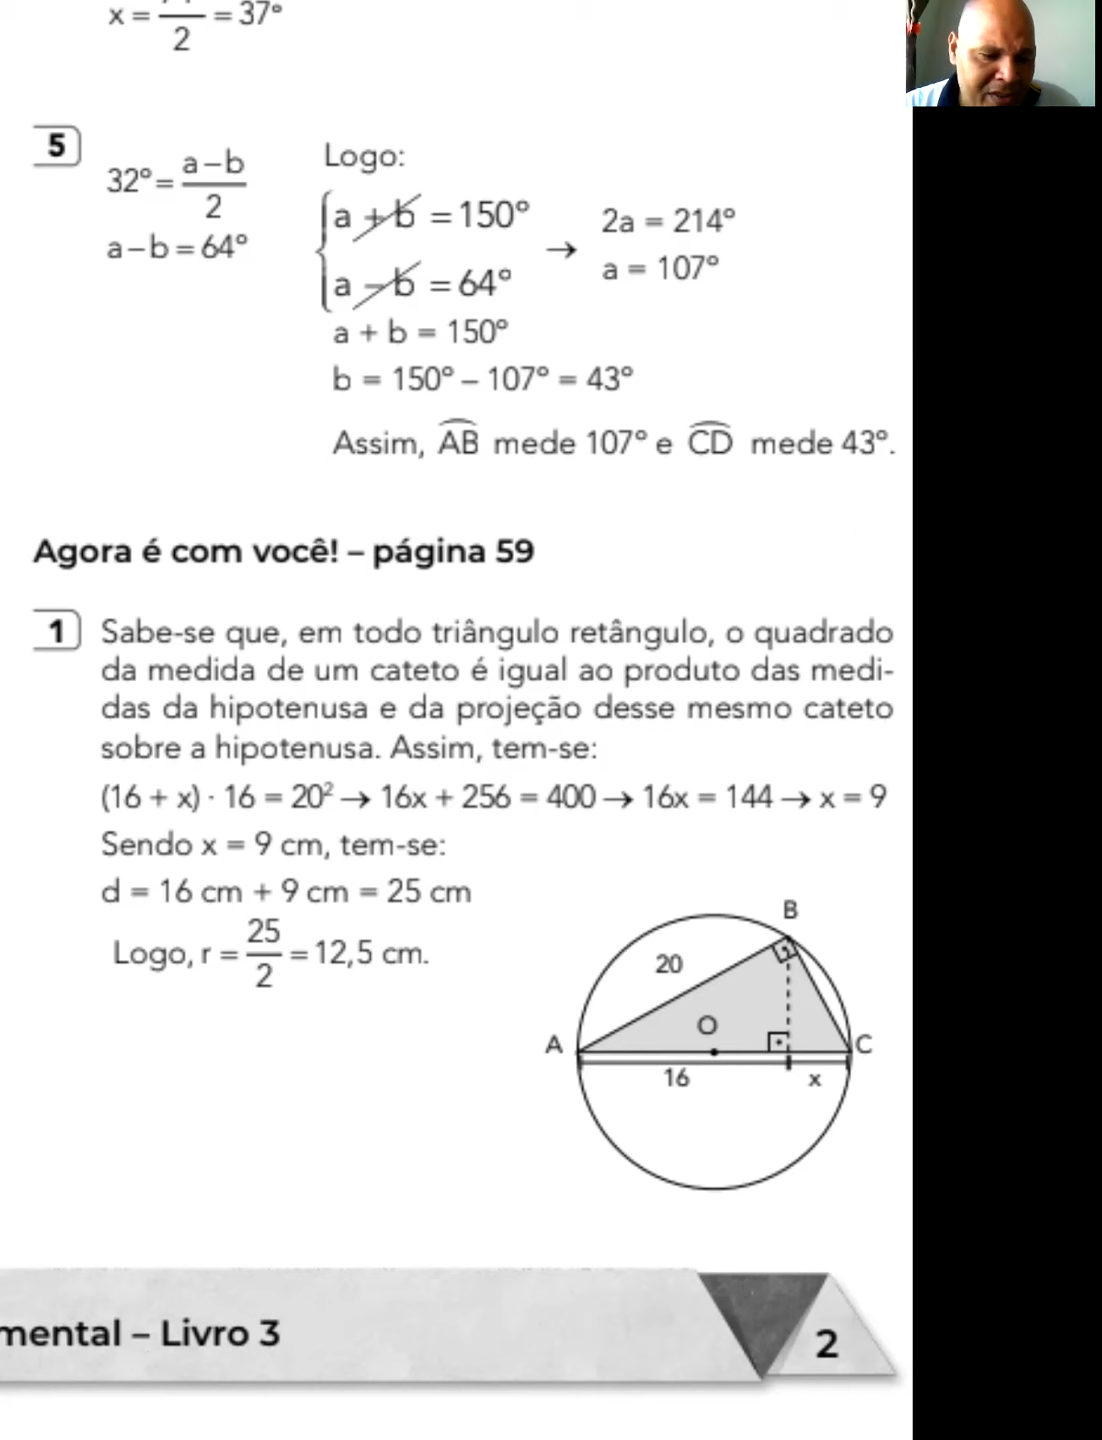 x = — = 37°
2
5
32° = a – b
2
a – b = 64°
Logo:
a + b = 150°
a – b = 64°
→
2a = 214°
a = 107°
a + b = 150°
b = 150° – 107° = 43°
Assim, AB mede 107° e CD mede 43°.
Agora é com você! – página 59
1 Sabe-se que, em todo triângulo retângulo, o quadrado
da medida de um cateto é igual ao produto das medi-
das da hipotenusa e da projeção desse mesmo cateto
sobre a hipotenusa. Assim, tem-se:
(16 + x) · 16 = 20² → 16x + 256 = 400 → 16x = 144 → x = 9
Sendo x = 9 cm, tem-se:
d = 16 cm + 9 cm = 25 cm
Logo, r = 25/2 = 12,5 cm.
B
20
O
A
C
16
x
mental – Livro 3
2